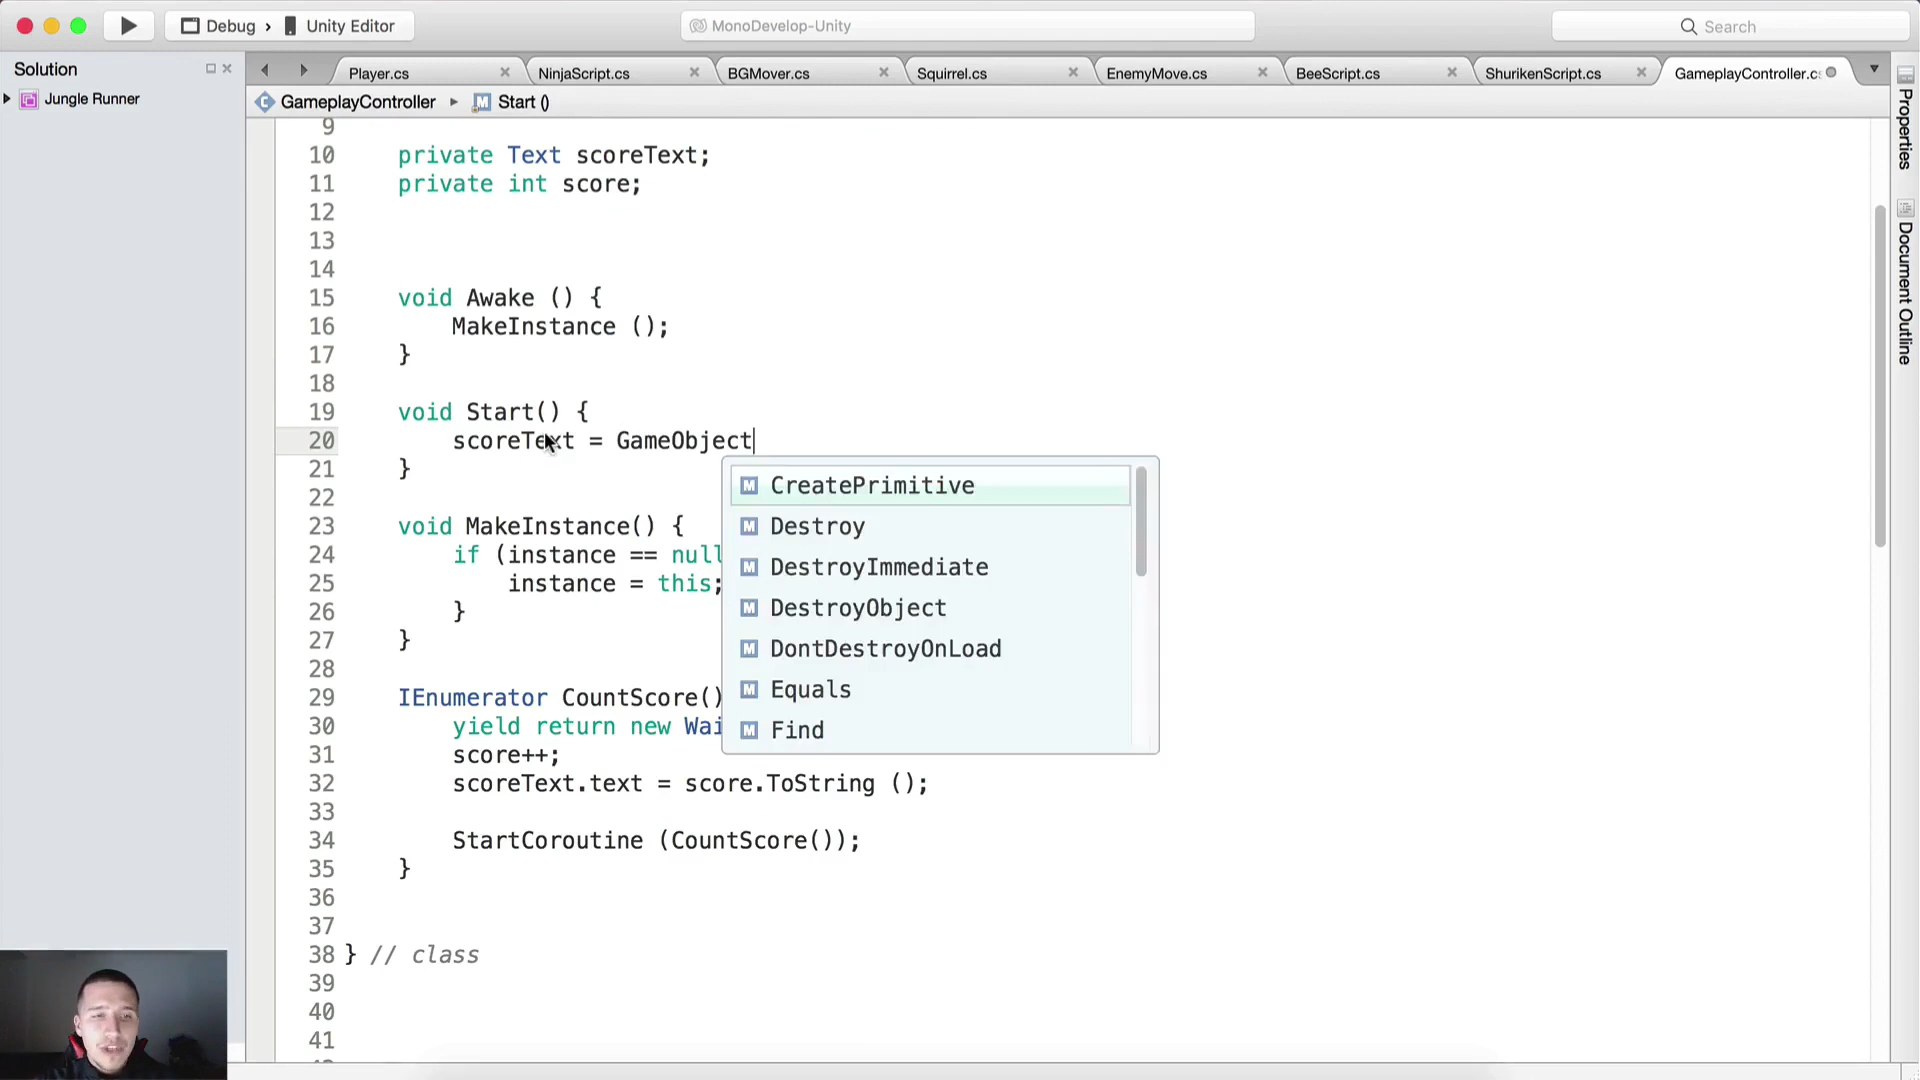 Debug › Unity Editor
MonoDevelop-Unity
Search
Solution
Jungle Runner
Player.cs
NinjaScript.cs
BGMover.cs
Squirrel.cs
EnemyMove.cs
BeeScript.cs
ShurikenScript.cs
GameplayController.cs
GameplayController
Start ()
9
10 private Text scoreText;
11 private int score;
12
13
14
15 void Awake () {
16 MakeInstance ();
17 }
18
19 void Start() {
20 scoreText = GameObject
21 }
22
23 void MakeInstance() {
24 if (instance == null
25 instance = this;
26 }
27 }
28
29 IEnumerator CountScore()
30 yield return new Wai
31 score++;
32 scoreText.text = score.ToString ();
33
34 StartCoroutine (CountScore());
35 }
36
37
38 } // class
39
40
41
CreatePrimitive
Destroy
DestroyImmediate
DestroyObject
DontDestroyOnLoad
Equals
Find
Properties
Document Outline